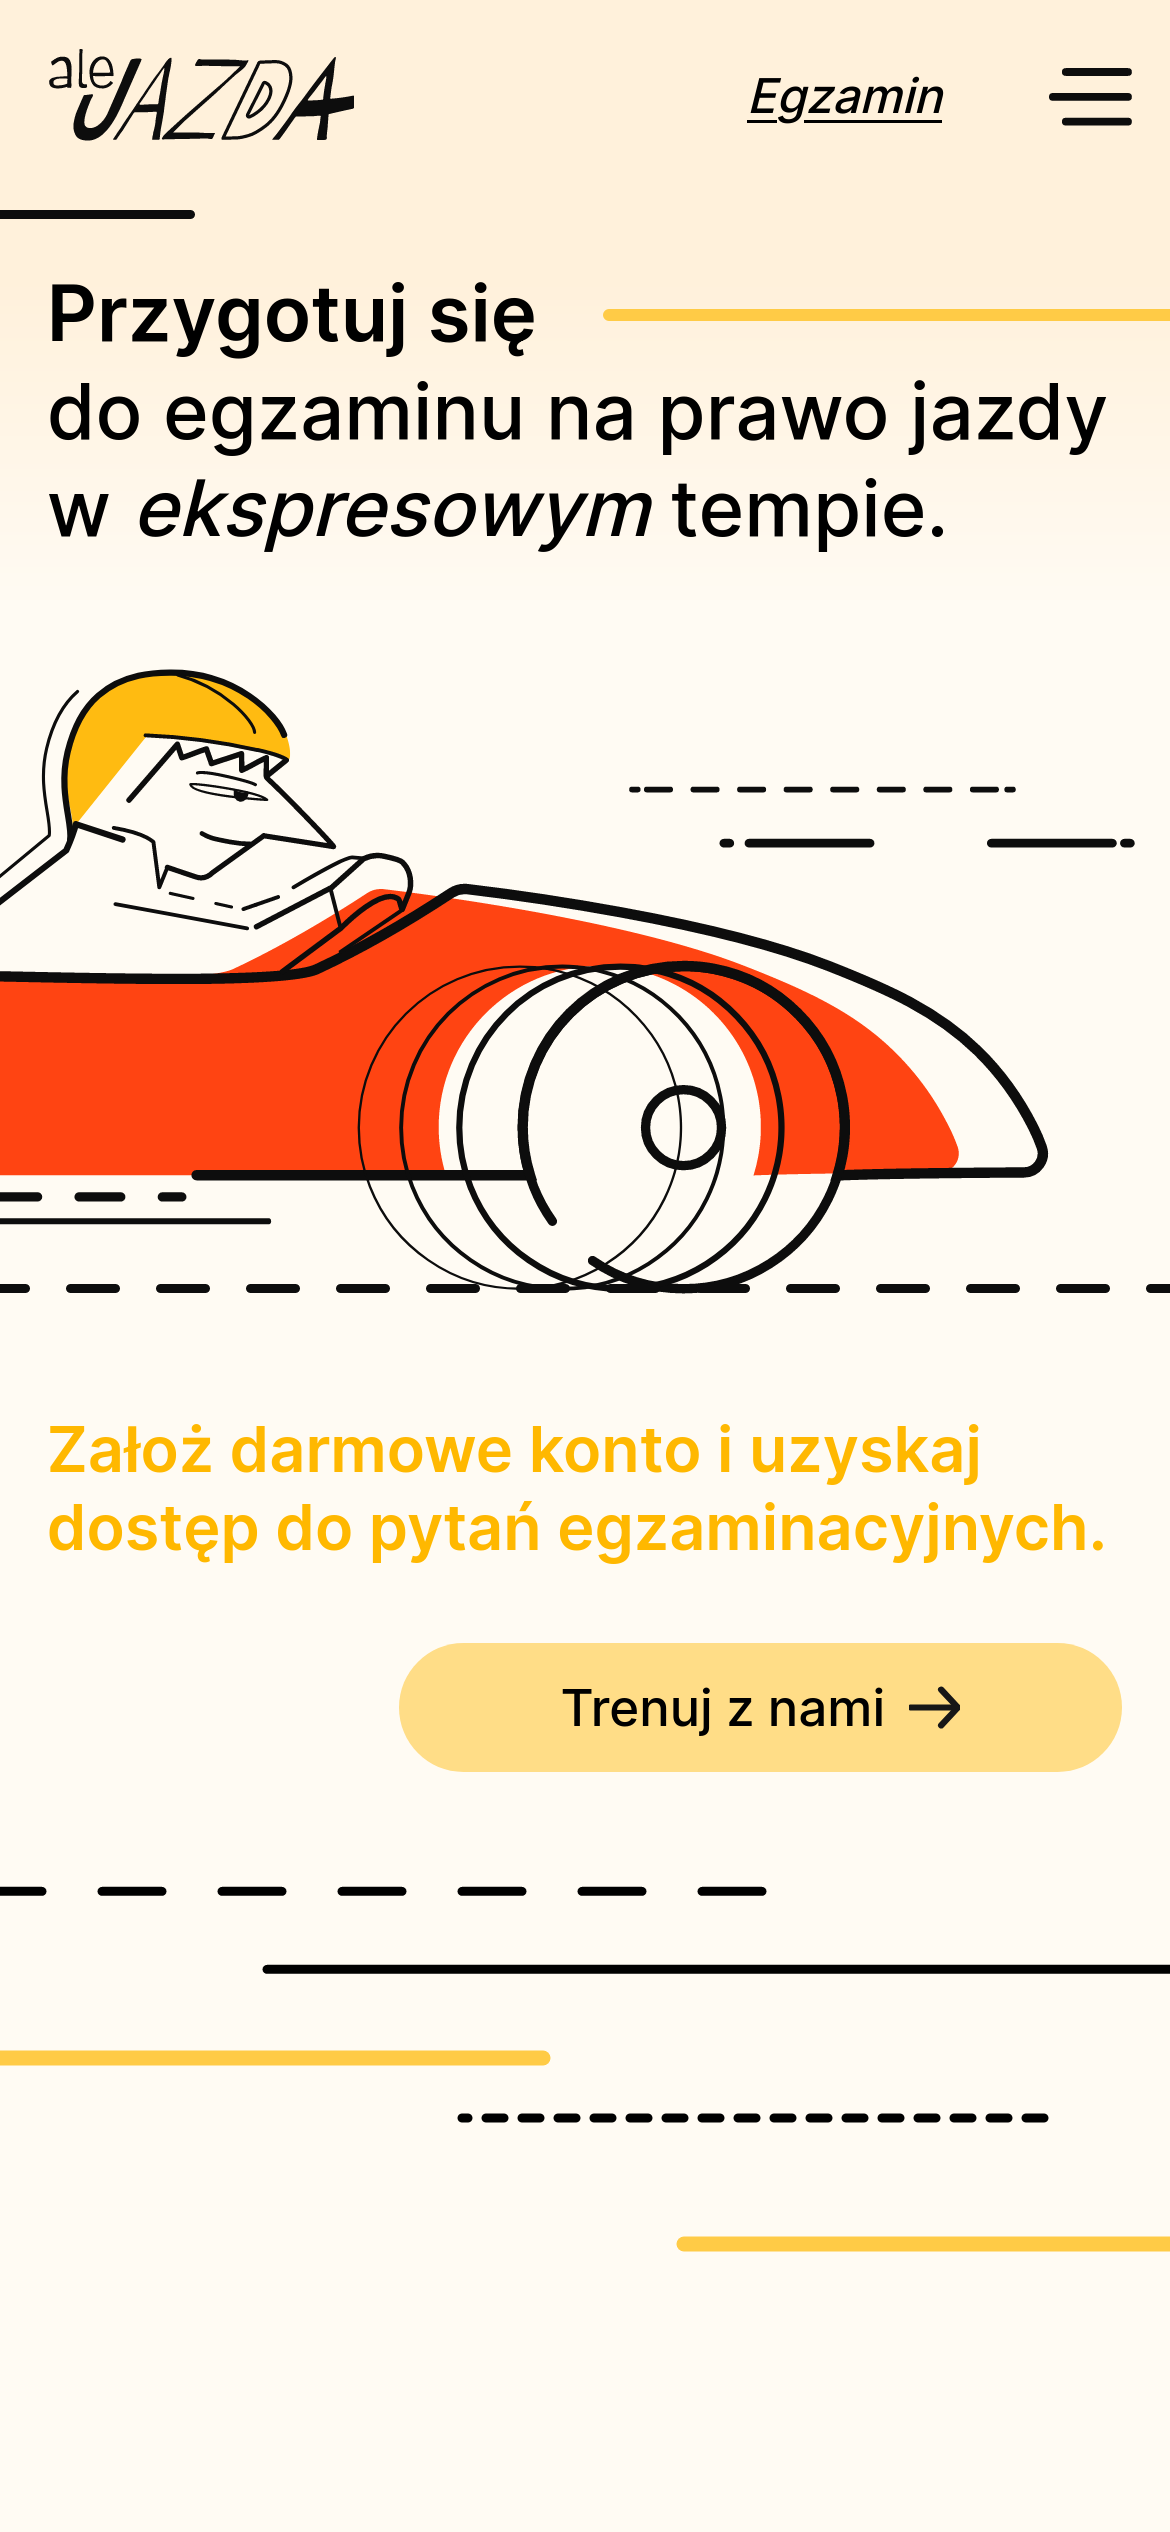 aleJAZDA
Egzamin
Przygotuj się
do egzaminu na prawo jazdy
w ekspresowym tempie.
Założ darmowe konto i uzyskaj
dostęp do pytań egzaminacyjnych.
Trenuj z nami